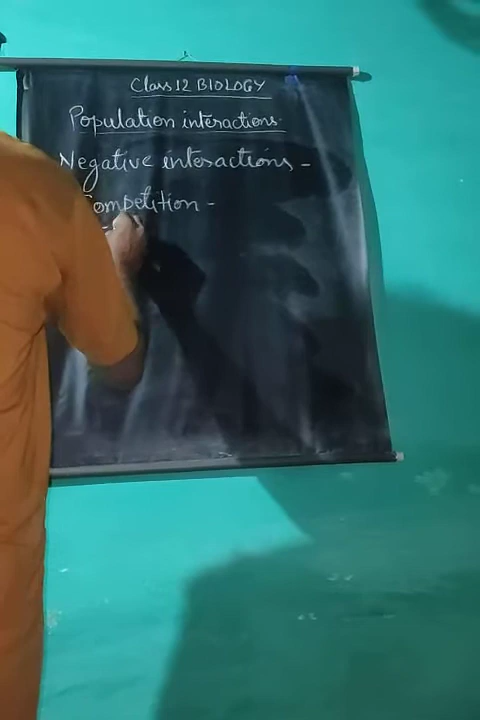 Class 12 BIOLOGY
Population interactions.
Negative interactions -
Competition -